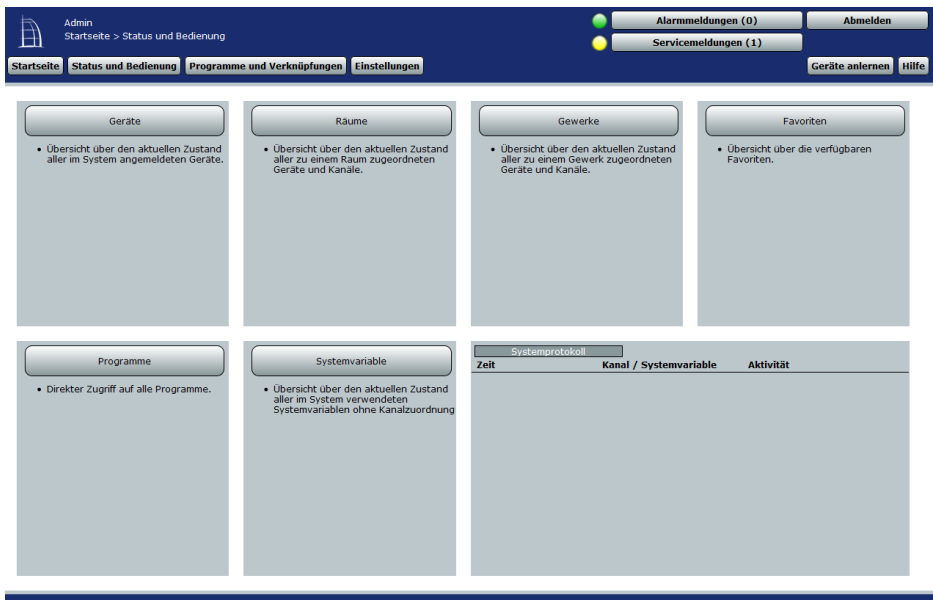 Admin
Startseite > Status und Bedienung
Alarmmeldungen (0)
Abmelden
Servicemeldungen (1)
Startseite
Status und Bedienung
Programme und Verknüpfungen
Einstellungen
Geräte anlernen
Hilfe
Geräte
• Übersicht über den aktuellen Zustand
aller im System angemeldeten Geräte.
Räume
• Übersicht über den aktuellen Zustand
aller zu einem Raum zugeordneten
Geräte und Kanäle.
Gewerke
• Übersicht über den aktuellen Zustand
aller zu einem Gewerk zugeordneten
Geräte und Kanäle.
Favoriten
• Übersicht über die verfügbaren
Favoriten.
Programme
• Direkter Zugriff auf alle Programme.
Systemvariable
• Übersicht über den aktuellen Zustand
aller im System verwendeten
Systemvariablen ohne Kanalzuordnung
Systemprotokoll
Zeit
Kanal / Systemvariable
Aktivität